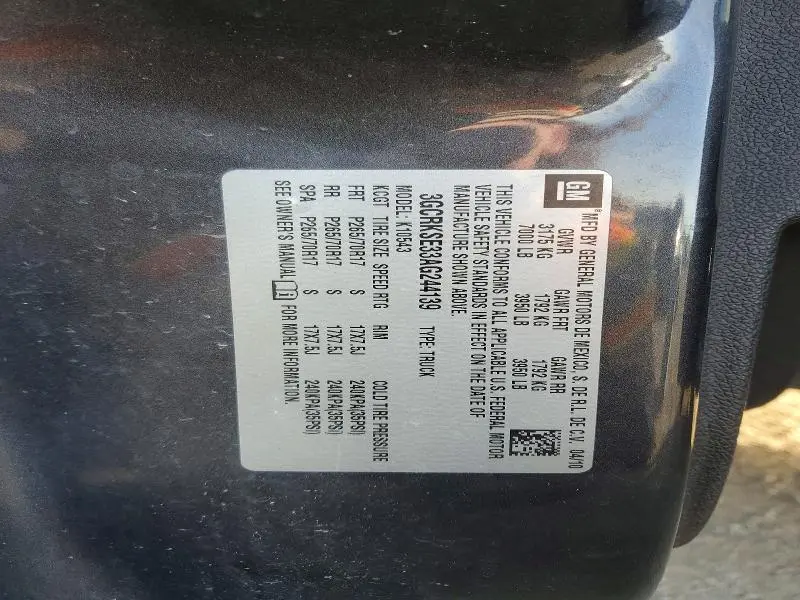 GM
®MFD BY GENERAL MOTORS DE MEXICO, S. DE R.L. DE C.V. 04/10
GVWR GAWR FRT GAWR RR
3175 KG 1792 KG 1792 KG
7000 LB 3950 LB 3950 LB
THIS VEHICLE CONFORMS TO ALL APPLICABLE U.S. FEDERAL MOTOR
VEHICLE SAFETY STANDARDS IN EFFECT ON THE DATE OF
MANUFACTURE SHOWN ABOVE.
3GCRKSE33AG244139 TYPE: TRUCK
MODEL: K10543
KCGT TIRE SIZE SPEED RTG RIM COLD TIRE PRESSURE
FRT P265/70R17 S 17X7.5J 240KPA(35PSI)
RR P265/70R17 S 17X7.5J 240KPA(35PSI)
SPA P265/70R17 S 17X7.5J 240KPA(35PSI)
SEE OWNER'S MANUAL FOR MORE INFORMATION.